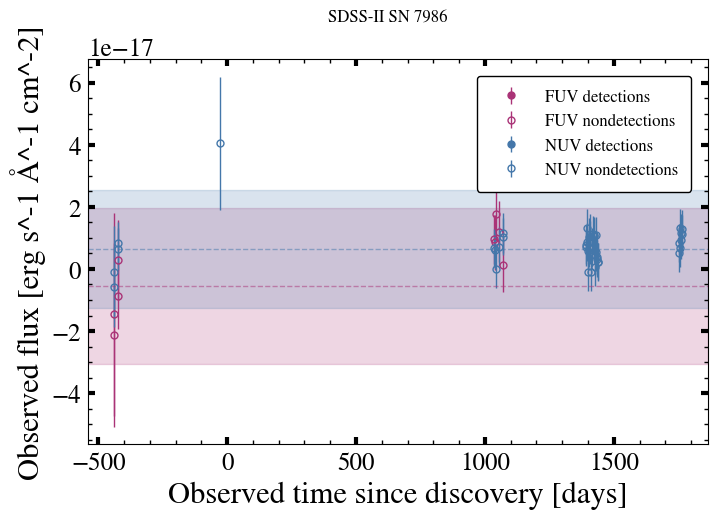 SDSS-II SN 7986
1e−17
FUV detections
FUV nondetections
NUV detections
NUV nondetections
6
4
2
0
−2
−4
Observed flux [erg s^-1 Å^-1 cm^-2]
−500 0 500 1000 1500
Observed time since discovery [days]